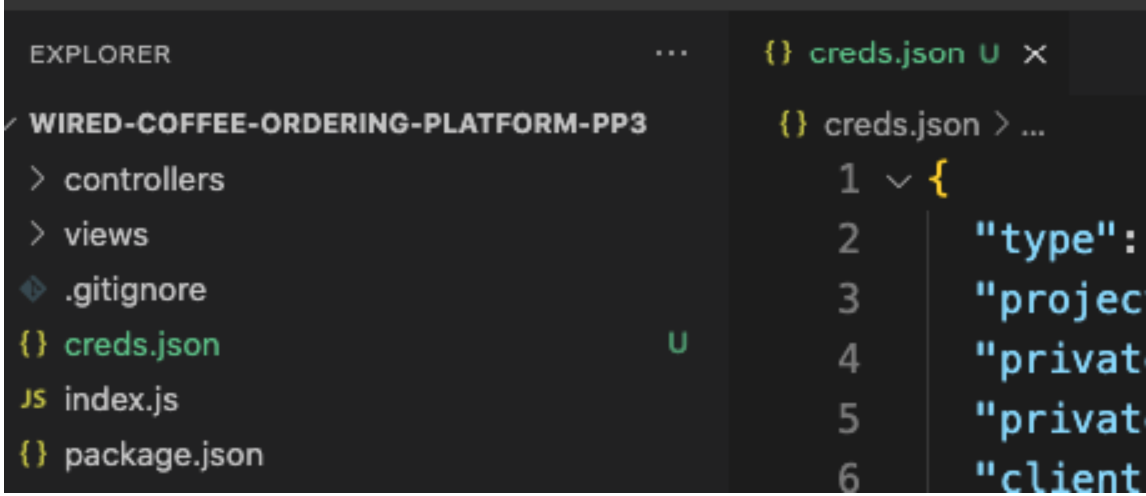 EXPLORER ...
WIRED-COFFEE-ORDERING-PLATFORM-PP3
controllers
views
.gitignore
{} creds.json U
JS index.js
{} package.json
{} creds.json U ×
{} creds.json > ...
1 {
2 "type":
3 "projec
4 "privat
5 "privat
6 "client